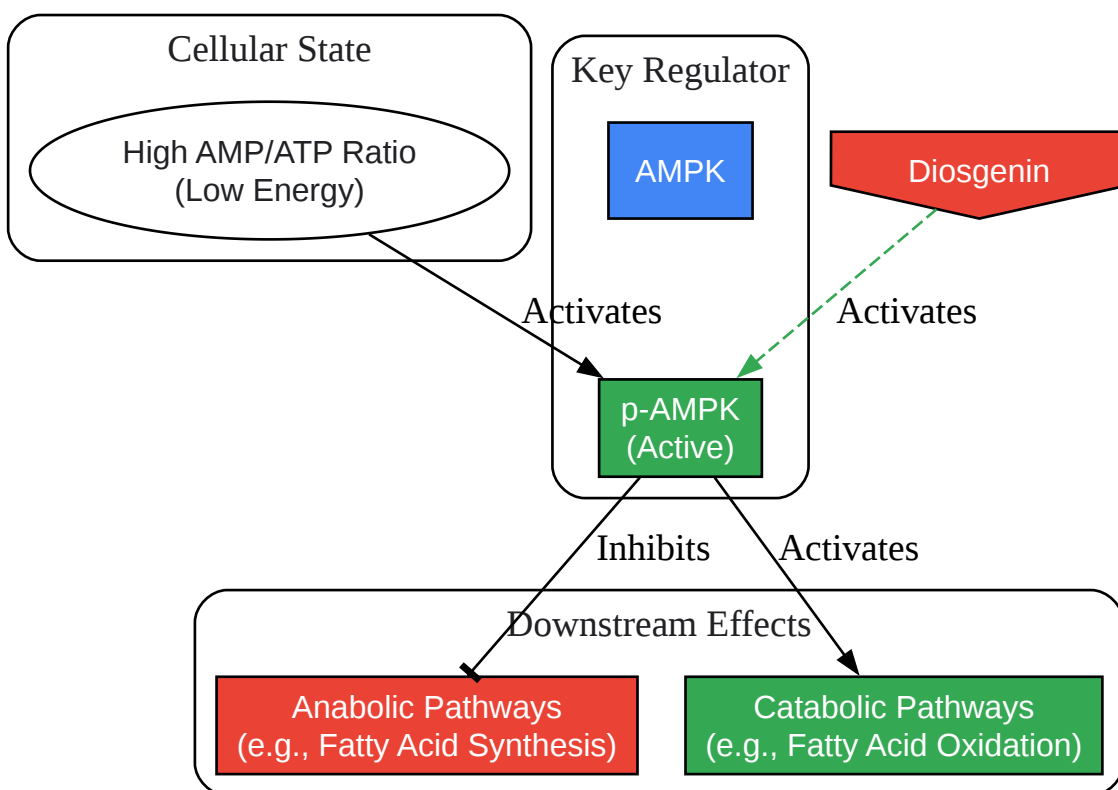 Cellular State
High AMP/ATP Ratio
(Low Energy)
Key Regulator
AMPK
Diosgenin
Activates
Activates
p-AMPK
(Active)
Inhibits
Activates
Downstream Effects
Anabolic Pathways
(e.g., Fatty Acid Synthesis)
Catabolic Pathways
(e.g., Fatty Acid Oxidation)